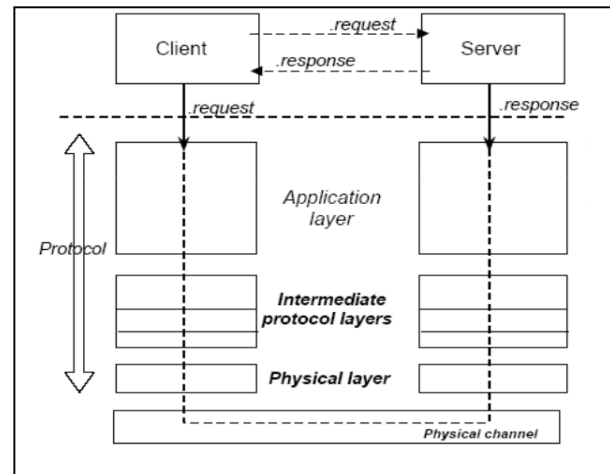 .request
Client
Server
.response
.request
.response
Application
layer
Protocol
Intermediate
protocol layers
Physical layer
Physical channel